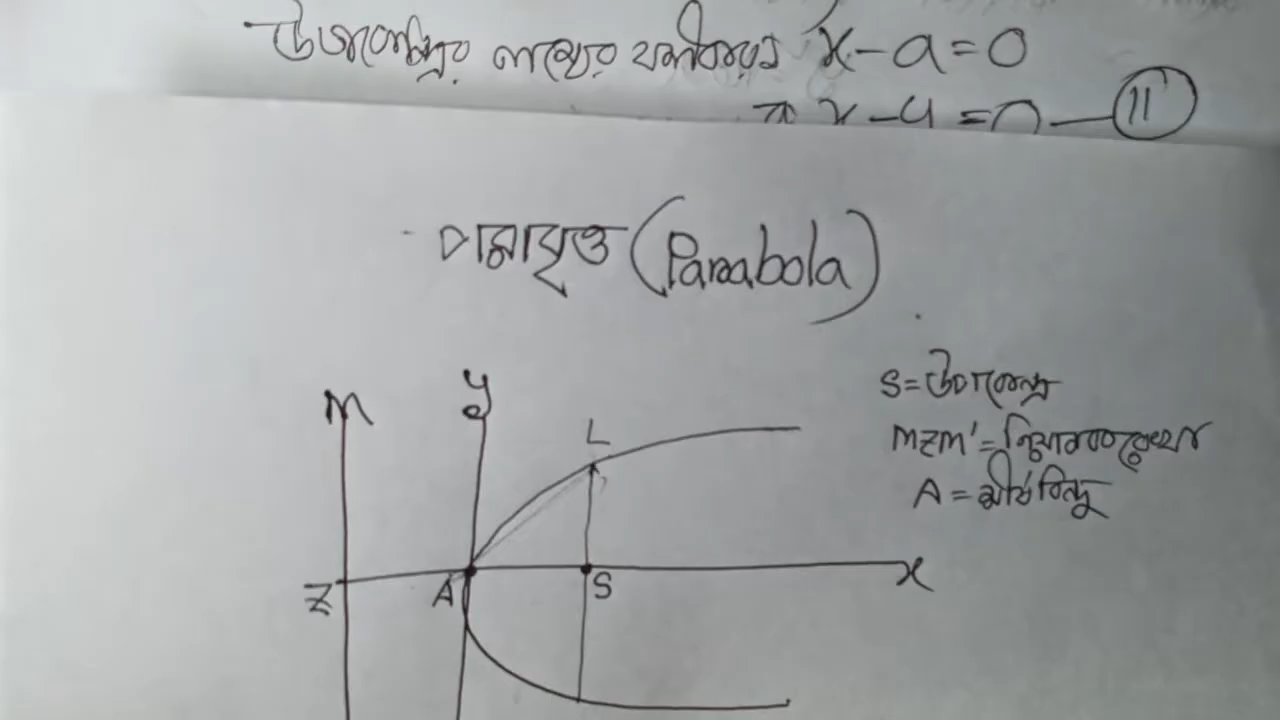 উপকেন্দ্রিক লম্বের সমীকরণ x-a=0
বা x-4=0 — 11
পরাবৃত্ত (Parabola)
S=উপকেন্দ্র
MZM'=নিয়ামকরেখা
A=শীর্ষবিন্দু
M
y
L
Z
A
S
x